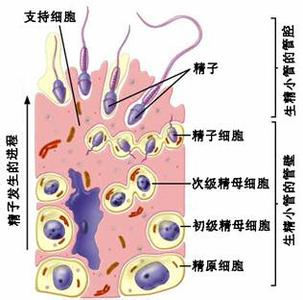 支持细胞
精子
精子细胞
次级精母细胞
初级精母细胞
精原细胞
精子发生的进程
生精小管的管腔
生精小管的管壁